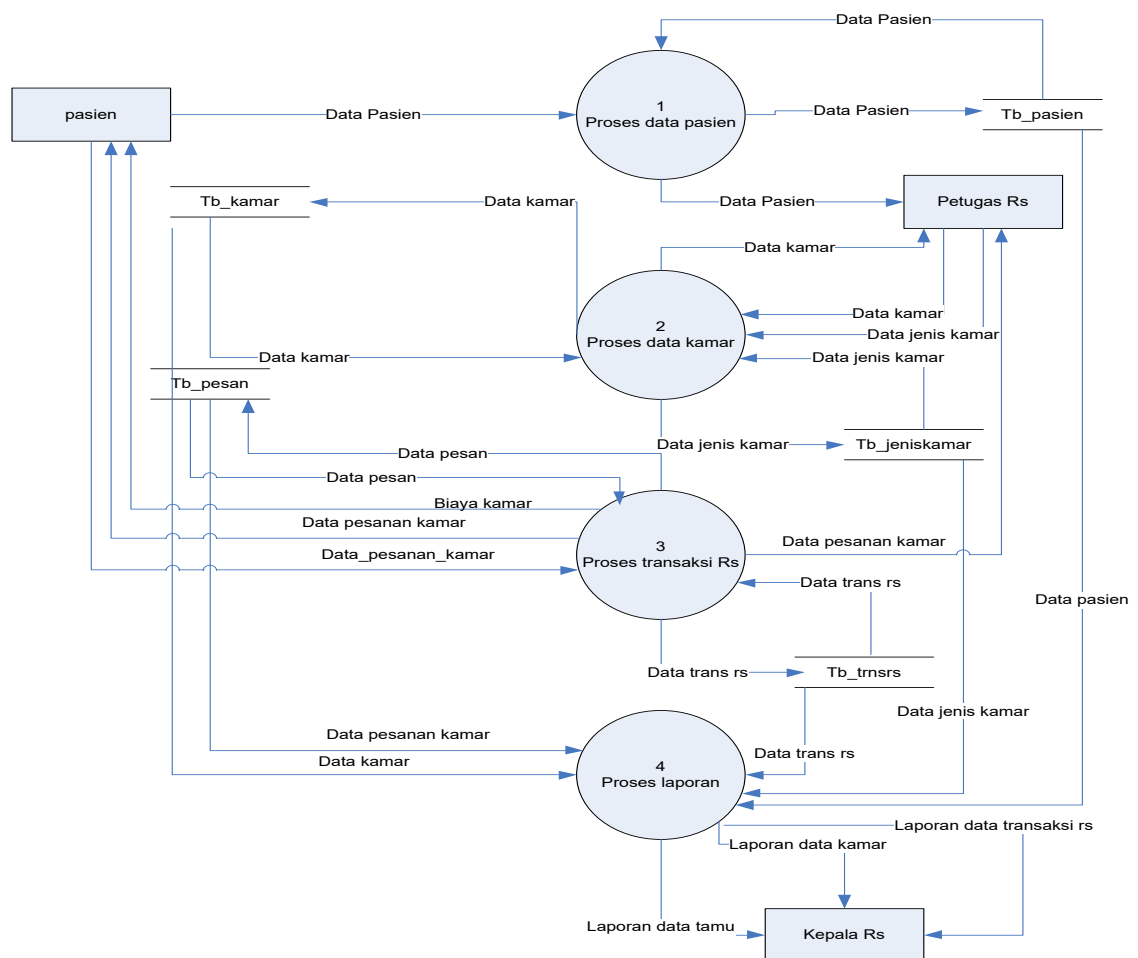 Data Pasien
1
Proses data pasien
pasien
Data Pasien
Data Pasien
Tb_pasien
Tb_kamar
Data kamar
Data Pasien
Petugas Rs
Data kamar
Data kamar
2
Proses data kamar
Data jenis kamar
Data kamar
Data jenis kamar
Tb_pesan
Data pesan
Data jenis kamar
Tb_jeniskamar
Data pesan
Biaya kamar
Data pesanan kamar
3
Proses transaksi Rs
Data pesanan kamar
Data_pesanan_kamar
Data trans rs
Data pasien
Data trans rs
Tb_trnsrs
Data jenis kamar
Data pesanan kamar
Data trans rs
Data kamar
4
Proses laporan
Laporan data transaksi rs
Laporan data kamar
Laporan data tamu
Kepala Rs